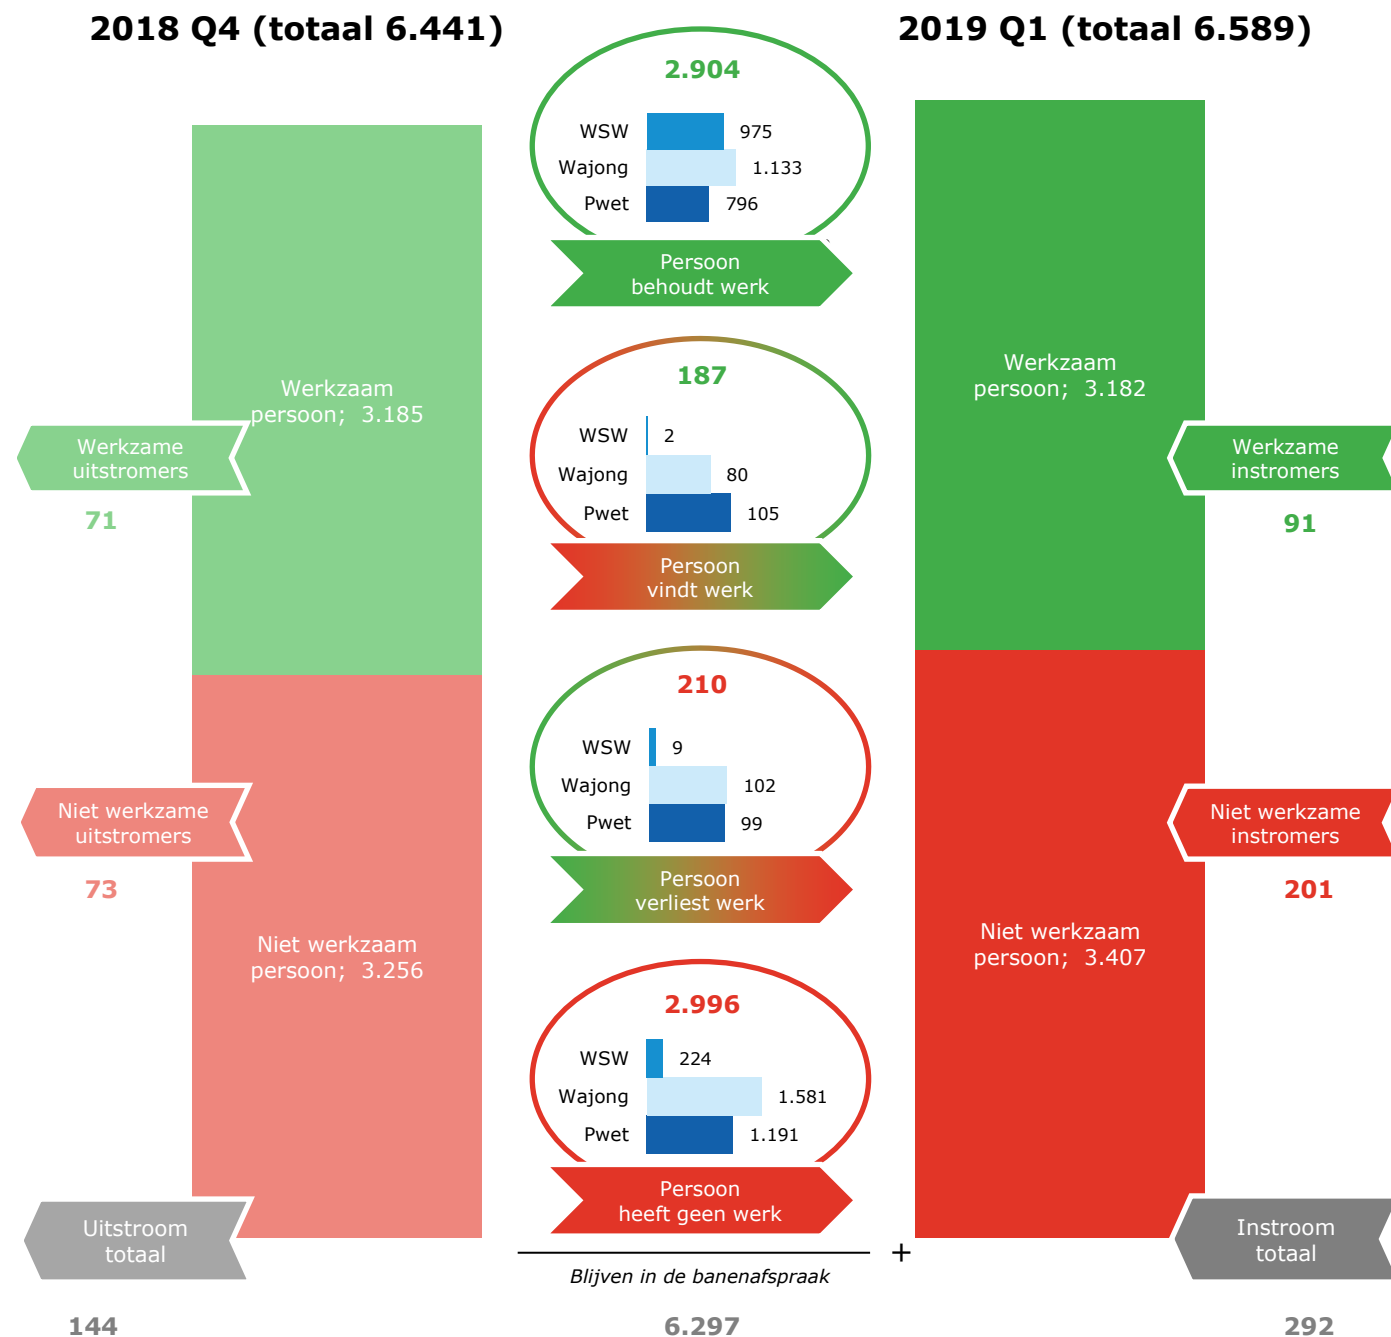 2018 Q4 (totaal 6.441)
2019 Q1 (totaal 6.589)
2.904
WSW 975
Wajong 1.133
Pwet 796
Persoon
behoudt werk
187
WSW 2
Wajong 80
Pwet 105
Persoon
vindt werk
210
WSW 9
Wajong 102
Pwet 99
Persoon
verliest werk
2.996
WSW 224
Wajong 1.581
Pwet 1.191
Persoon
heeft geen werk
Werkzaam
persoon; 3.185
Werkzame
uitstromers
71
Niet werkzame
uitstromers
73
Niet werkzaam
persoon; 3.256
Uitstroom
totaal
144
Werkzaam
persoon; 3.182
Werkzame
instromers
91
Niet werkzame
instromers
201
Niet werkzaam
persoon; 3.407
Instroom
totaal
292
+
Blijven in de banenafspraak
6.297